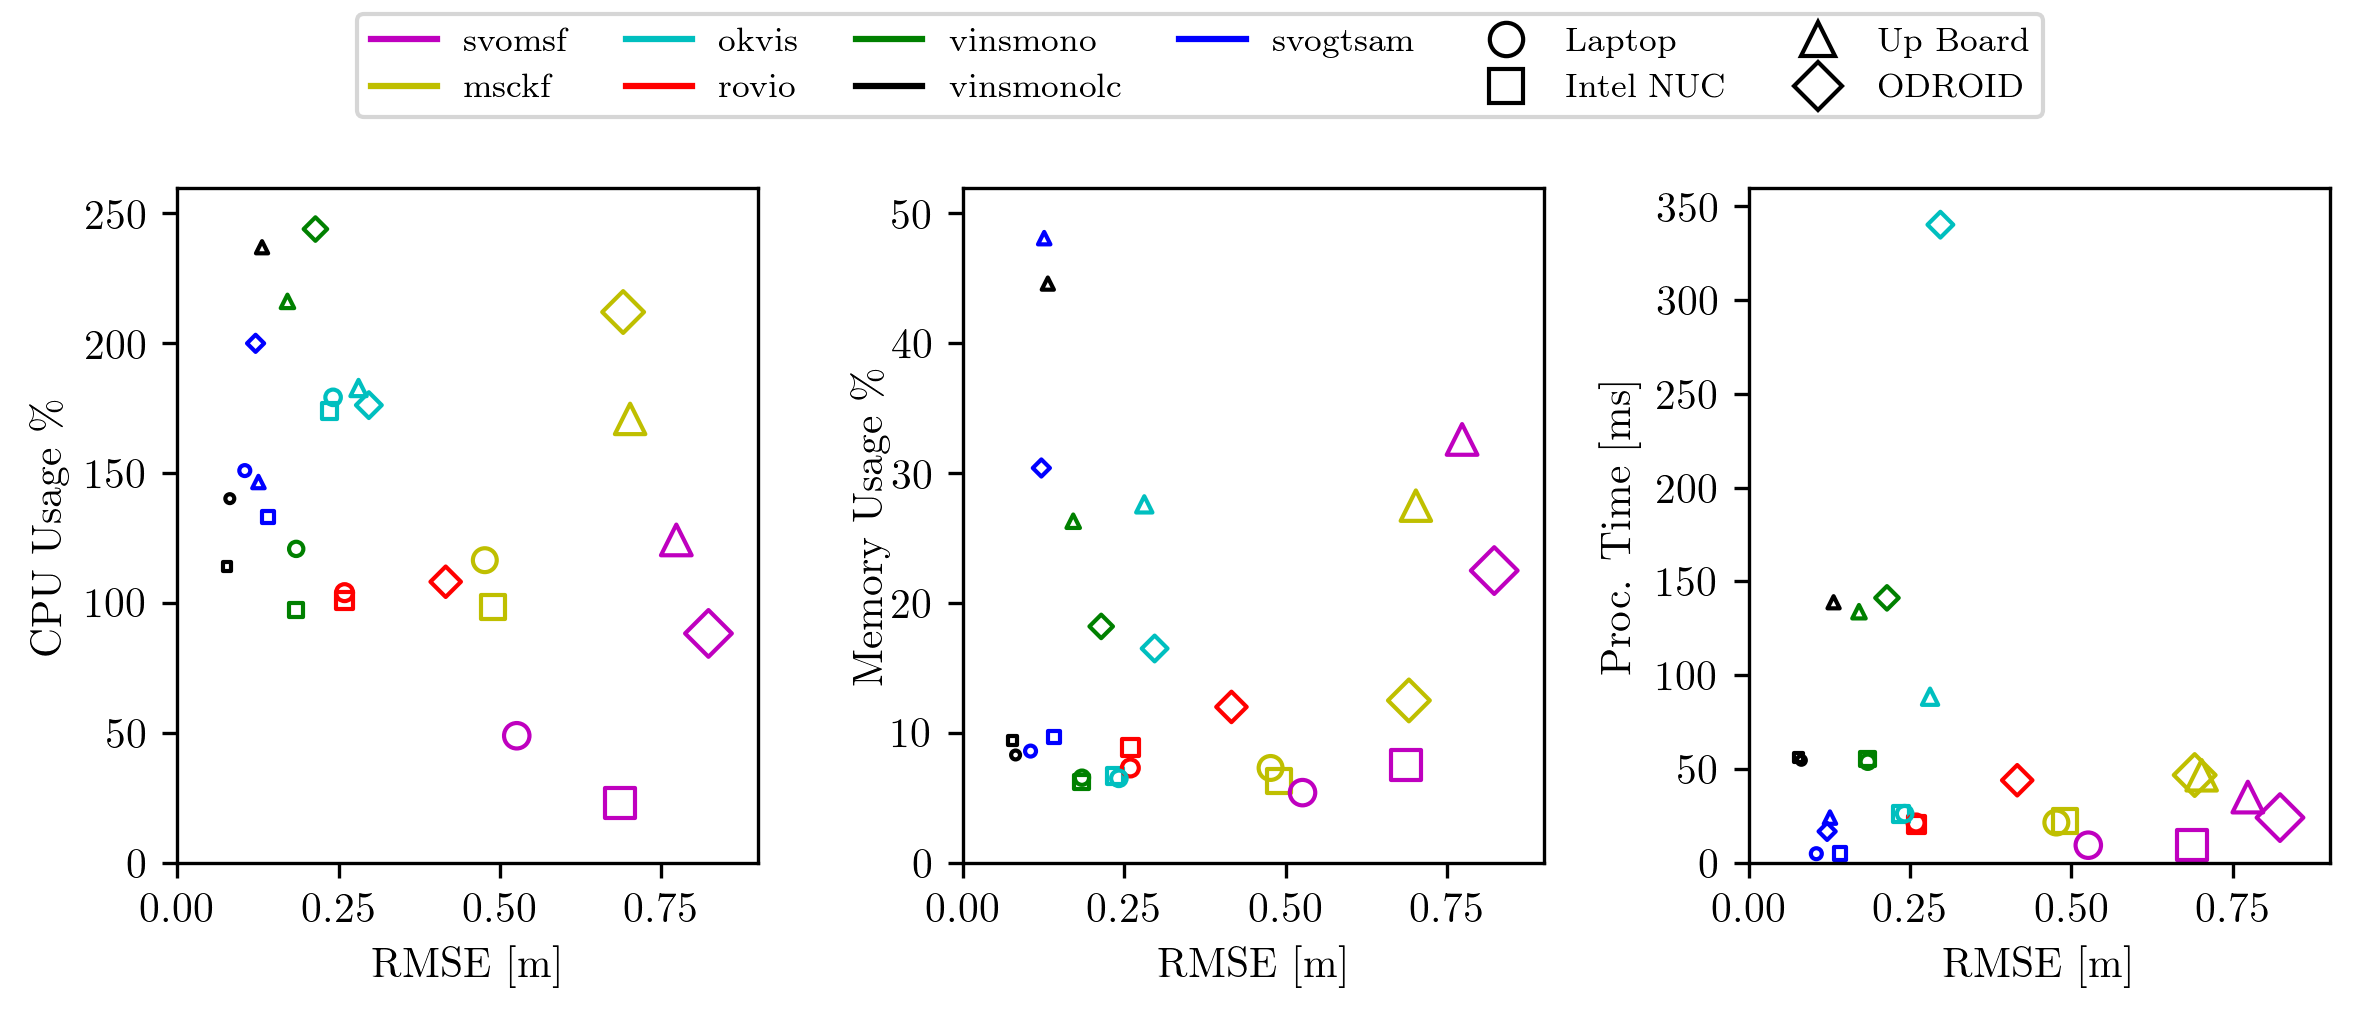 svomsf okvis vinsmono svogtsam Laptop Up Board
msckf rovio vinsmonolc Intel NUC ODROID
CPU Usage %
250
200
150
100
50
0
0.00 0.25 0.50 0.75
RMSE [m]
Memory Usage %
50
40
30
20
10
0
0.00 0.25 0.50 0.75
RMSE [m]
Proc. Time [ms]
350
300
250
200
150
100
50
0
0.00 0.25 0.50 0.75
RMSE [m]